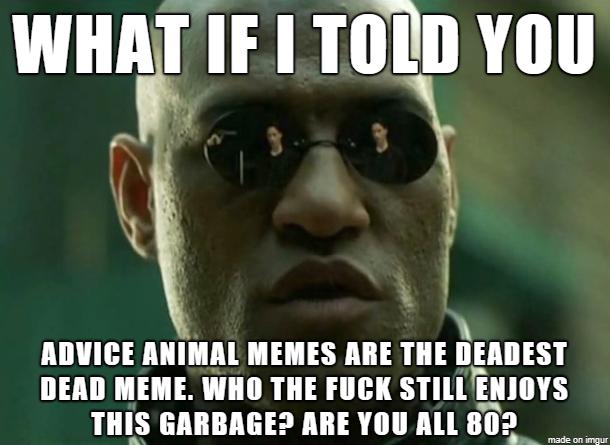 WHAT IF I TOLD YOU
ADVICE ANIMAL MEMES ARE THE DEADEST
DEAD MEME. WHO THE FUCK STILL ENJOYS
THIS GARBAGE? ARE YOU ALL 80?
made on imgur